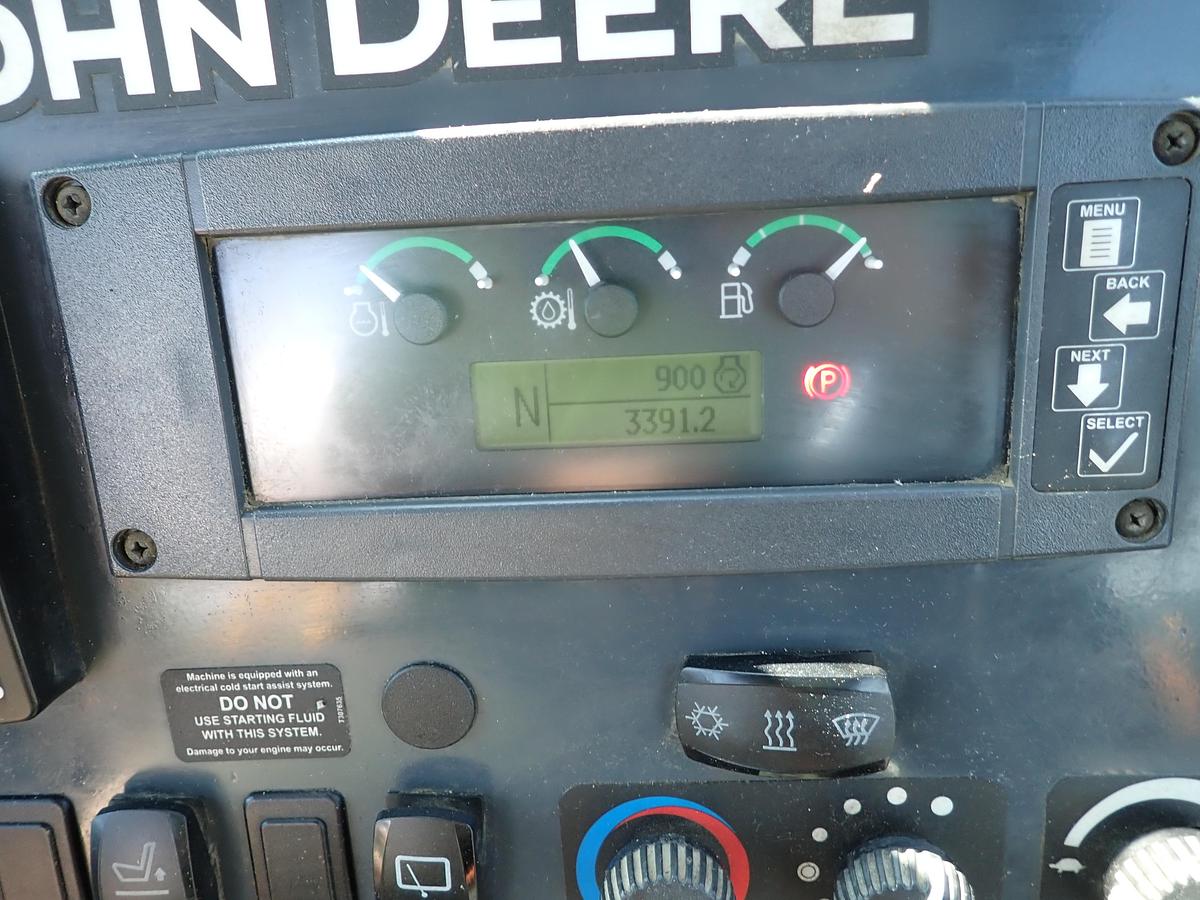 OHN DEERE
MENU
BACK
NEXT
SELECT
N
900
3391.2
P
Machine is equipped with an
electrical cold start assist system.
DO NOT
USE STARTING FLUID
WITH THIS SYSTEM.
Damage to your engine may occur.
T307635